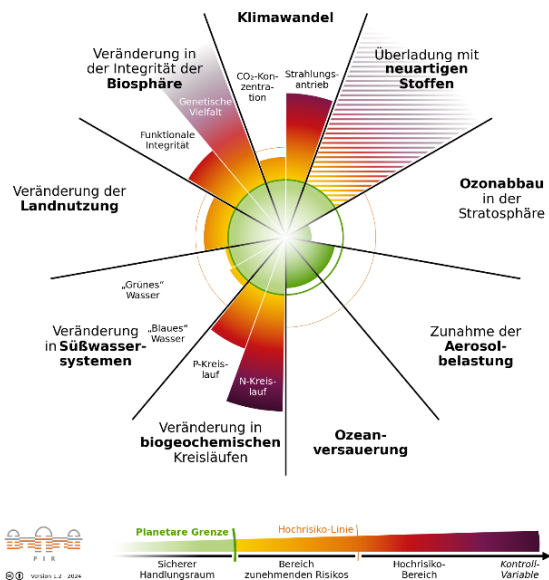 Klimawandel
Veränderung in
der Integrität der
Biosphäre
CO₂-Kon-
zentra-
tion
Strahlungs-
antrieb
Überladung mit
neuartigen
Stoffen
Genetische
Vielfalt
Funktionale
Integrität
Veränderung der
Landnutzung
Ozonabbau
in der
Stratosphäre
„Grünes“
Wasser
Veränderung
in Süßwasser-
systemen
„Blaues“
Wasser
Zunahme der
Aerosol-
belastung
P-Kreis-
lauf
N-Kreis-
lauf
Veränderung in
biogeochemischen
Kreisläufen
Ozean-
versauerung
Planetare Grenze
Hochrisiko-Linie
Sicherer
Handlungsraum
Bereich
zunehmenden Risikos
Hochrisiko-
Bereich
Kontroll-
Variable
P I K
Version 1.2 2024